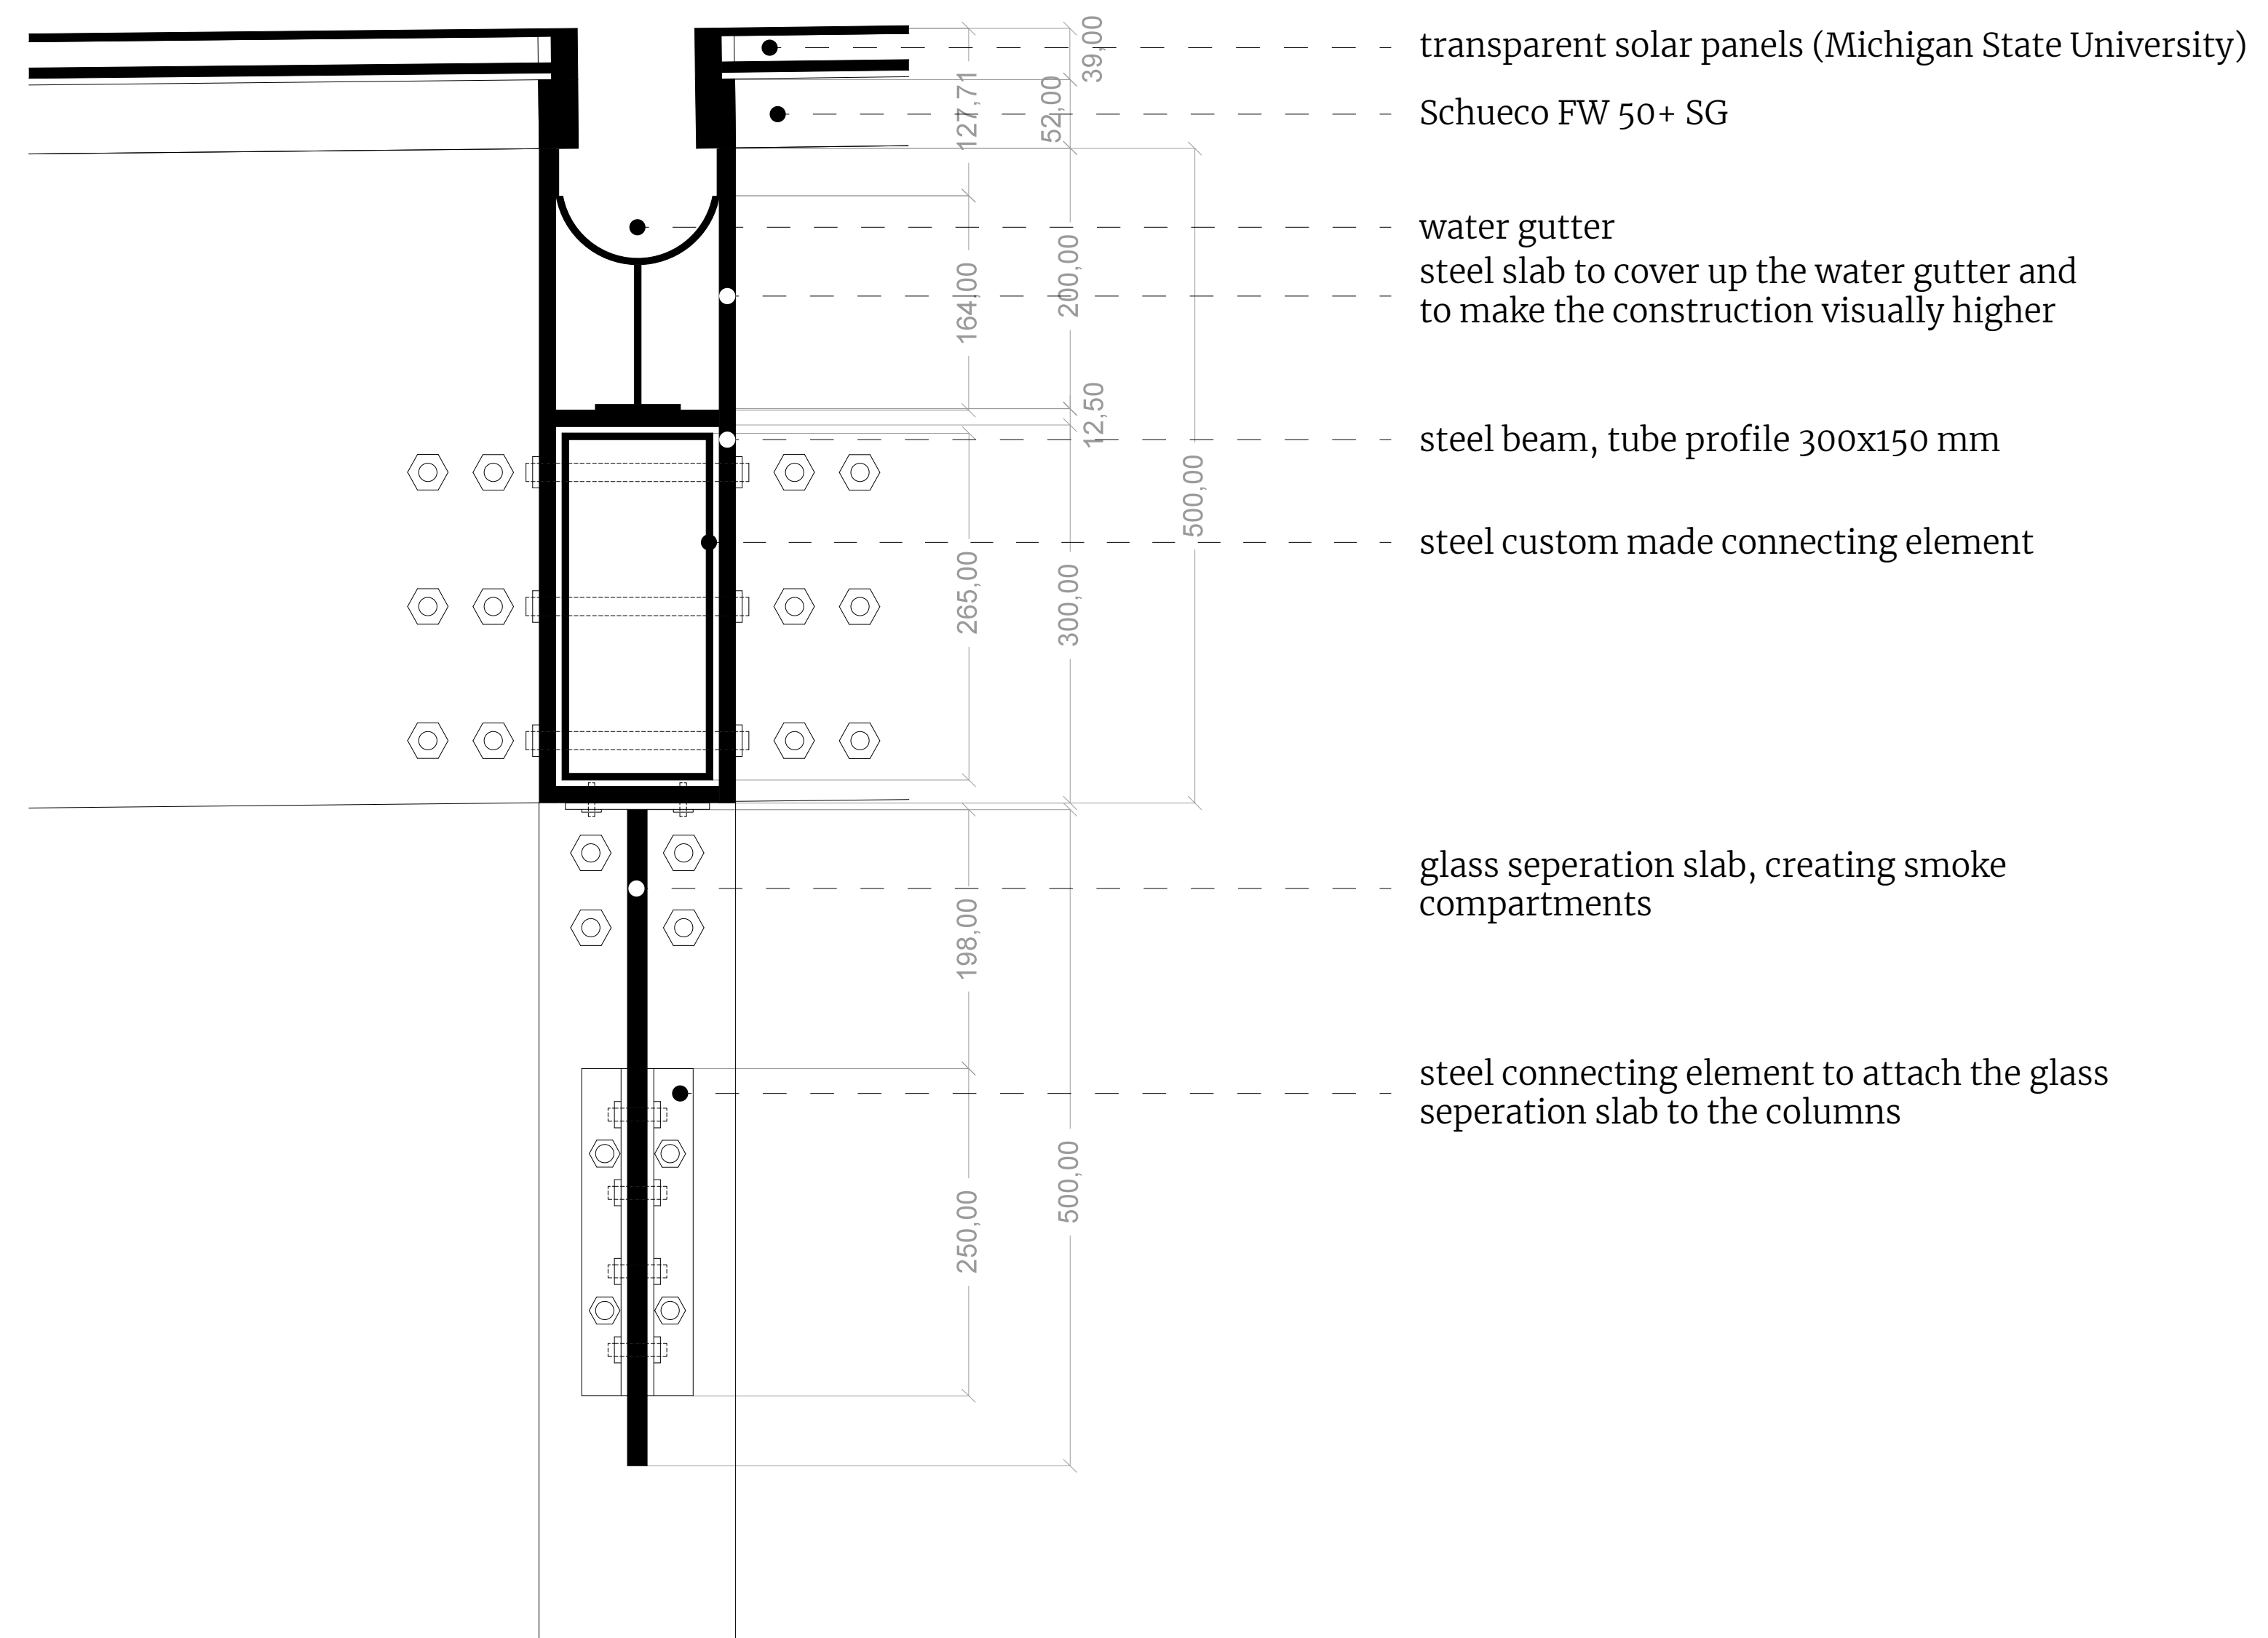 transparent solar panels (Michigan State University)
Schueco FW 50+ SG
water gutter
steel slab to cover up the water gutter and
to make the construction visually higher
steel beam, tube profile 300x150 mm
steel custom made connecting element
glass seperation slab, creating smoke
compartments
steel connecting element to attach the glass
seperation slab to the columns
39,00
127,71
52,00
164,00
200,00
12,50
500,00
265,00
300,00
198,00
250,00
500,00